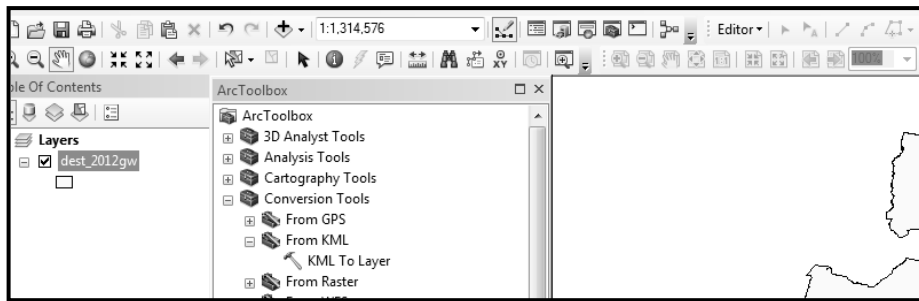 1:1,314,576 Editor
100%
ble Of Contents
ArcToolbox
Layers
dest_2012gw
ArcToolbox
3D Analyst Tools
Analysis Tools
Cartography Tools
Conversion Tools
From GPS
From KML
KML To Layer
From Raster